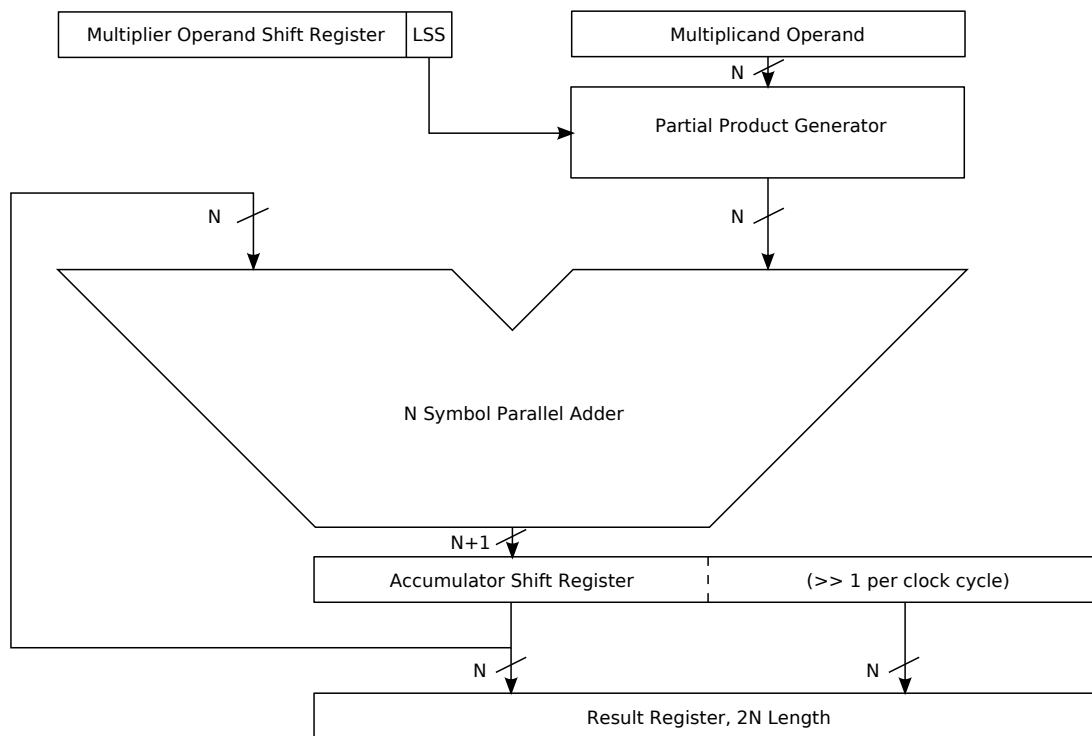 Multiplier Operand Shift Register
LSS
Multiplicand Operand
N
Partial Product Generator
N
N
N Symbol Parallel Adder
N+1
Accumulator Shift Register
(>> 1 per clock cycle)
N
N
Result Register, 2N Length